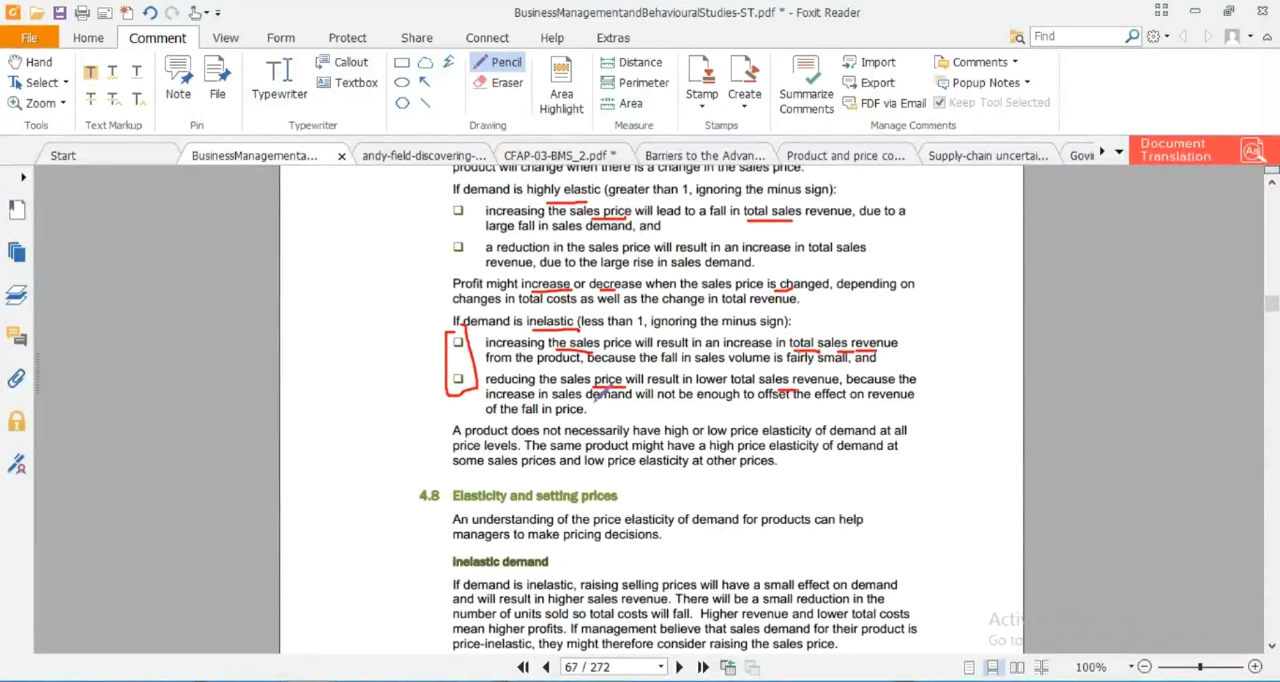 BusinessManagementandBehaviouralStudies-ST.pdf * - Foxit Reader
File Home Comment View Form Protect Share Connect Help Extras
Find
Hand
Select
Zoom
Tools
Text Markup
Note
File
Pin
Typewriter
Callout
Textbox
Typewriter
Pencil
Eraser
Area
Highlight
Drawing
Distance
Perimeter
Area
Measure
Stamp
Create
Stamps
Summarize
Comments
Import
Export
FDF via Email
Comments
Popup Notes
Keep Tool Selected
Manage Comments
Start
BusinessManagementa...
andy-field-discovering-...
CFAP-03-BMS_2.pdf *
Barriers to the Advan...
Product and price co...
Supply-chain uncertai...
Govi
Document
Translation
product will change when there is a change in the sales price.
If demand is highly elastic (greater than 1, ignoring the minus sign):
increasing the sales price will lead to a fall in total sales revenue, due to a
large fall in sales demand, and
a reduction in the sales price will result in an increase in total sales
revenue, due to the large rise in sales demand.
Profit might increase or decrease when the sales price is changed, depending on
changes in total costs as well as the change in total revenue.
If demand is inelastic (less than 1, ignoring the minus sign):
increasing the sales price will result in an increase in total sales revenue
from the product, because the fall in sales volume is fairly small, and
reducing the sales price will result in lower total sales revenue, because the
increase in sales demand will not be enough to offset the effect on revenue
of the fall in price.
A product does not necessarily have high or low price elasticity of demand at all
price levels. The same product might have a high price elasticity of demand at
some sales prices and low price elasticity at other prices.
4.8 Elasticity and setting prices
An understanding of the price elasticity of demand for products can help
managers to make pricing decisions.
Inelastic demand
If demand is inelastic, raising selling prices will have a small effect on demand
and will result in higher sales revenue. There will be a small reduction in the
number of units sold so total costs will fall. Higher revenue and lower total costs
mean higher profits. If management believe that sales demand for their product is
price-inelastic, they might therefore consider raising the sales price.
Acti
Go to
67 / 272
100%